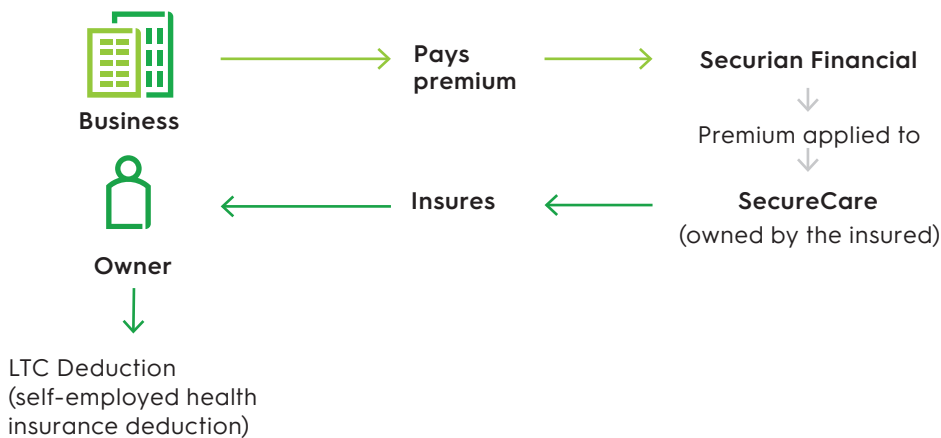 Business
Pays
premium
Securian Financial
Premium applied to
SecureCare
(owned by the insured)
Insures
Owner
LTC Deduction
(self-employed health
insurance deduction)